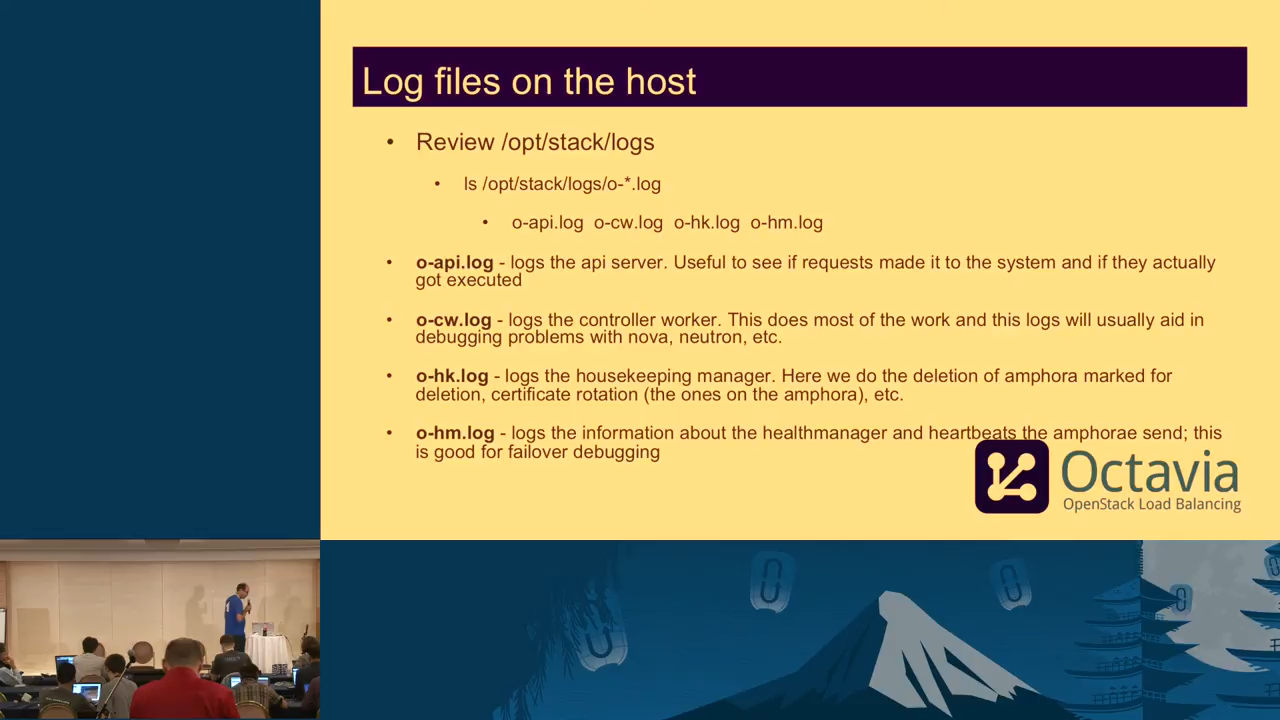 Log files on the host
• Review /opt/stack/logs
• ls /opt/stack/logs/o-*.log
• o-api.log o-cw.log o-hk.log o-hm.log
• o-api.log - logs the api server. Useful to see if requests made it to the system and if they actually
got executed
• o-cw.log - logs the controller worker. This does most of the work and this logs will usually aid in
debugging problems with nova, neutron, etc.
• o-hk.log - logs the housekeeping manager. Here we do the deletion of amphora marked for
deletion, certificate rotation (the ones on the amphora), etc.
• o-hm.log - logs the information about the healthmanager and heartbeats the amphorae send; this
is good for failover debugging
Octavia
OpenStack Load Balancing